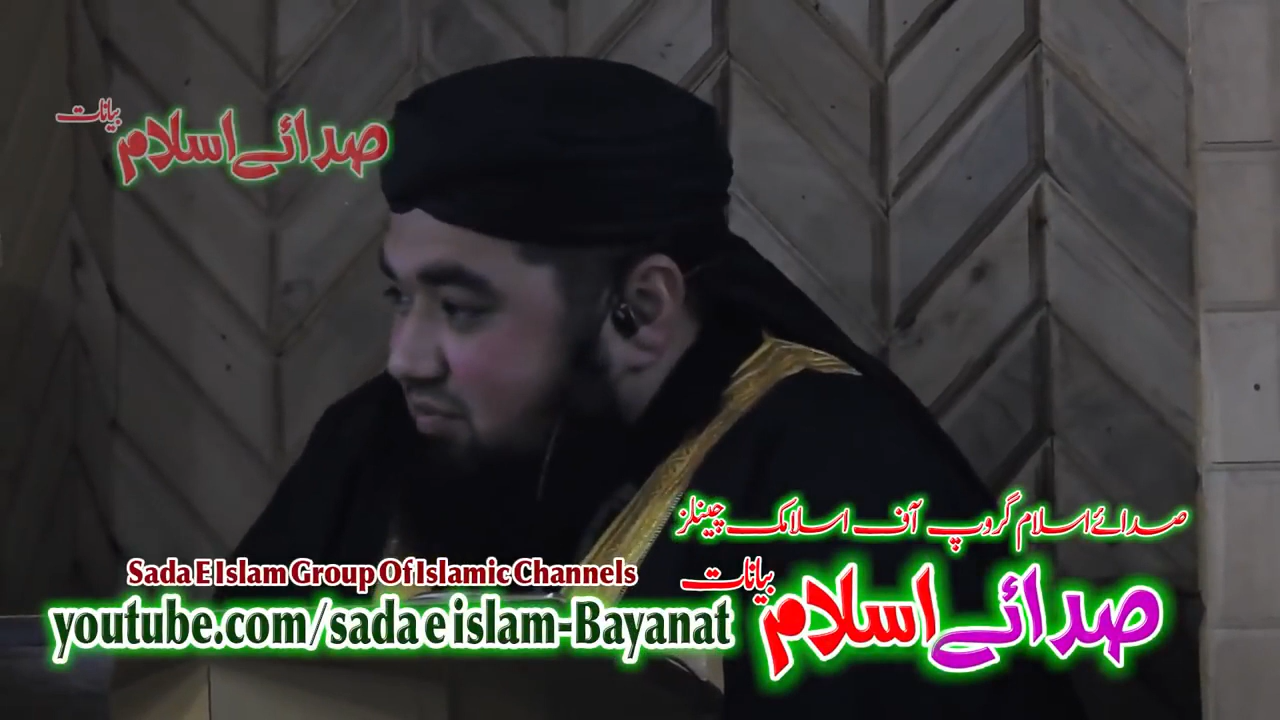 بیانات
صدائے اسلام
صدائے اسلام گروپ آف اسلامک چینلز
Sada E Islam Group Of Islamic Channels
بیانات
صدائے اسلام
youtube.com/sada e islam-Bayanat